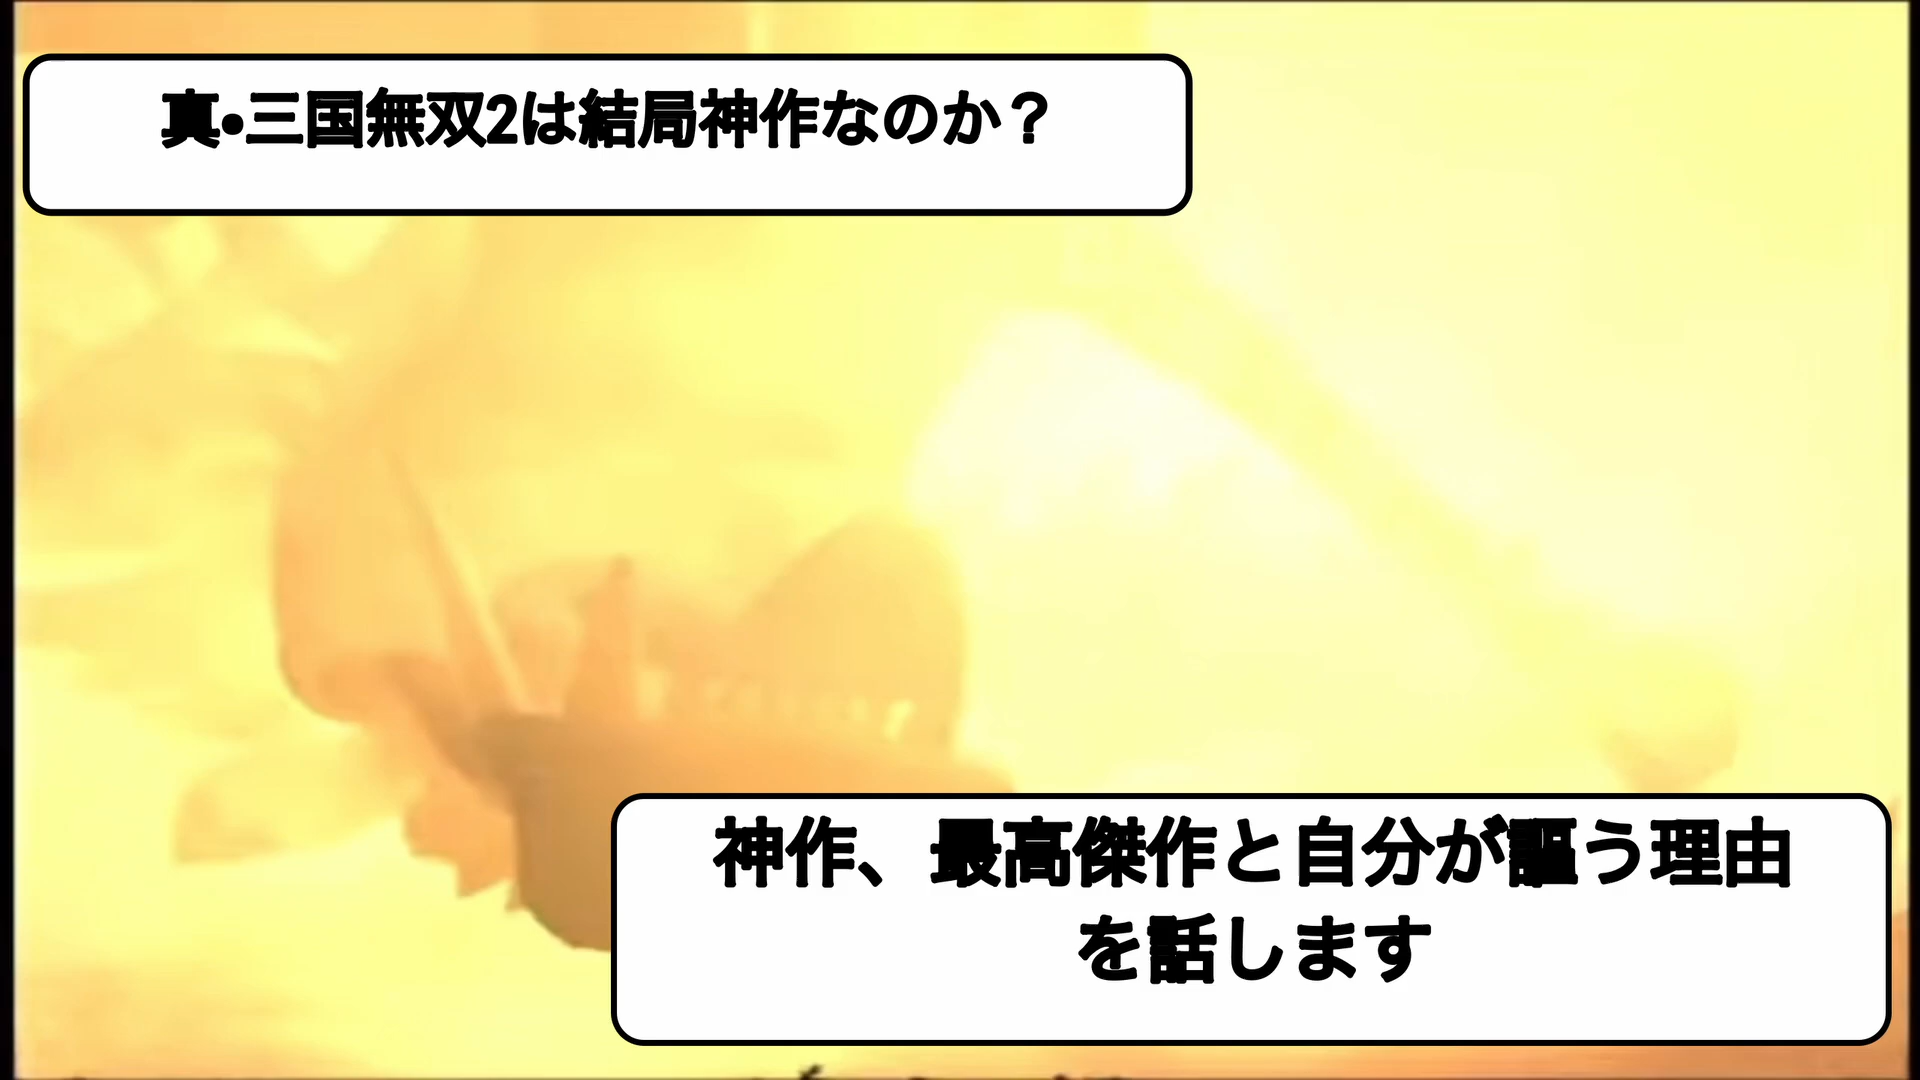 真・三国無双2は結局神作なのか？
神作、最高傑作と自分が謳う理由
を話します